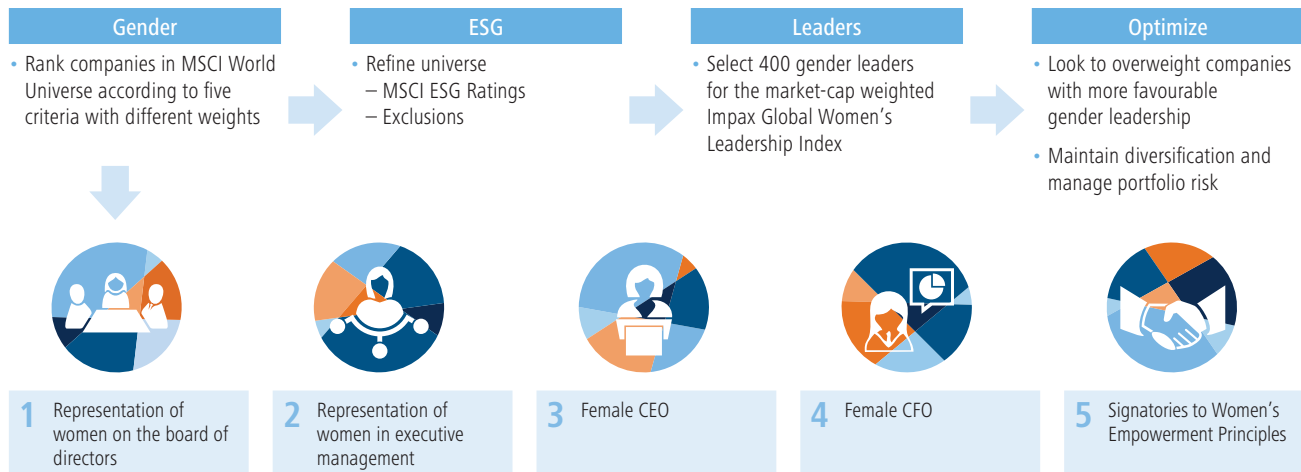 Gender
• Rank companies in MSCI World
Universe according to five
criteria with different weights
ESG
• Refine universe
– MSCI ESG Ratings
– Exclusions
Leaders
• Select 400 gender leaders
for the market-cap weighted
Impax Global Women’s
Leadership Index
Optimize
• Look to overweight companies
with more favourable
gender leadership
• Maintain diversification and
manage portfolio risk
1 Representation of
women on the board of
directors
2 Representation of
women in executive
management
3 Female CEO
4 Female CFO
5 Signatories to Women’s
Empowerment Principles